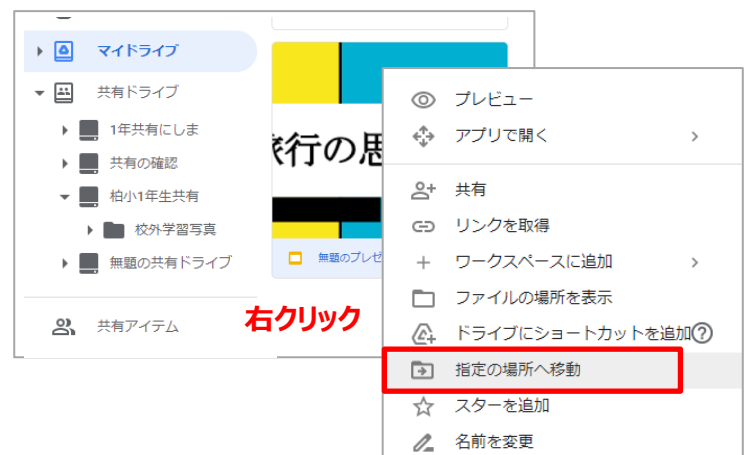 マイドライブ
共有ドライブ
1年共有にしま
共有の確認
柏小1年生共有
校外学習写真
無題の共有ドライブ
共有アイテム
旅行の思
無題のプレゼ
右クリック
プレビュー
アプリで開く
共有
リンクを取得
ワークスペースに追加
ファイルの場所を表示
ドライブにショートカットを追加
指定の場所へ移動
スターを追加
名前を変更